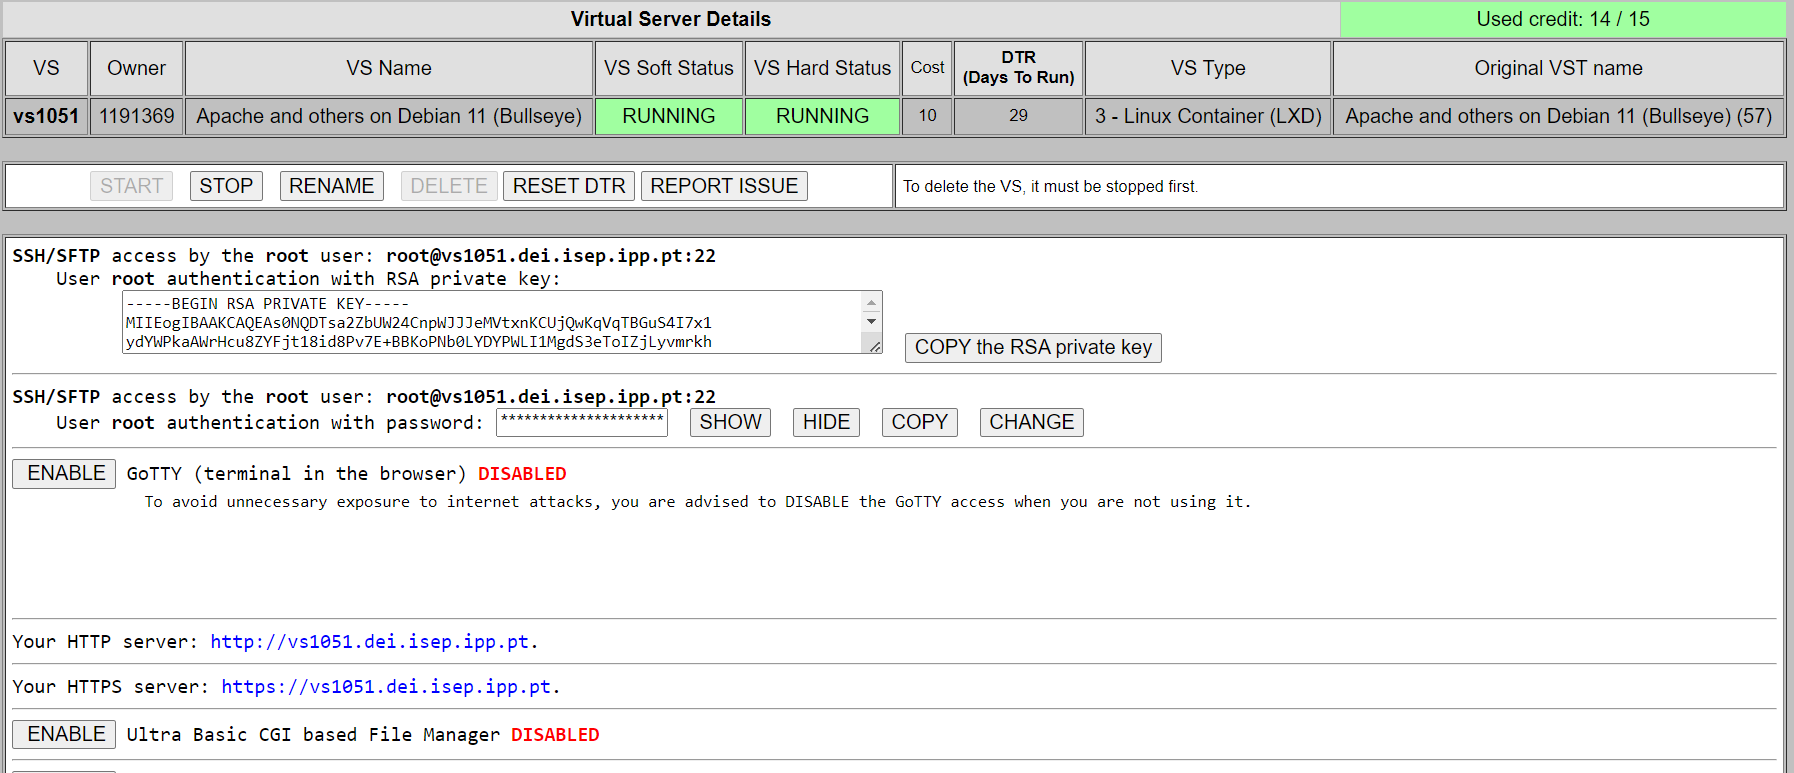 Virtual Server Details Used credit: 14 / 15
VS Owner VS Name VS Soft Status VS Hard Status Cost DTR (Days To Run) VS Type Original VST name
vs1051 1191369 Apache and others on Debian 11 (Bullseye) RUNNING RUNNING 10 29 3 - Linux Container (LXD) Apache and others on Debian 11 (Bullseye) (57)
START STOP RENAME DELETE RESET DTR REPORT ISSUE To delete the VS, it must be stopped first.
SSH/SFTP access by the root user: root@vs1051.dei.isep.ipp.pt:22
User root authentication with RSA private key:
-----BEGIN RSA PRIVATE KEY-----
MIIEogIBAAKCAQEAs0NQDTsa2ZbUW24CnpWJJJeMVtxnKCUjQwKqVqTBGuS4I7x1
ydYWPkaAWrHcu8ZYFjt18id8Pv7E+BBKoPNb0LYDYPWLI1MgdS3eToIZjLyvmrkh
COPY the RSA private key
SSH/SFTP access by the root user: root@vs1051.dei.isep.ipp.pt:22
User root authentication with password: ********************* SHOW HIDE COPY CHANGE
ENABLE GoTTY (terminal in the browser) DISABLED
To avoid unnecessary exposure to internet attacks, you are advised to DISABLE the GoTTY access when you are not using it.
Your HTTP server: http://vs1051.dei.isep.ipp.pt.
Your HTTPS server: https://vs1051.dei.isep.ipp.pt.
ENABLE Ultra Basic CGI based File Manager DISABLED